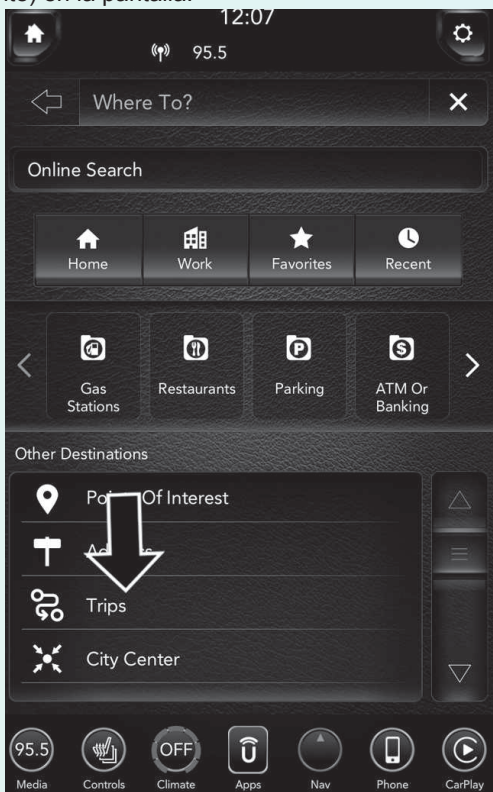 12:07
95.5
Where To?
Online Search
Home Work Favorites Recent
Gas Stations Restaurants Parking ATM Or Banking
Other Destinations
Of Interest
Trips
City Center
95.5 OFF
Media Controls Climate Apps Nav Phone CarPlay